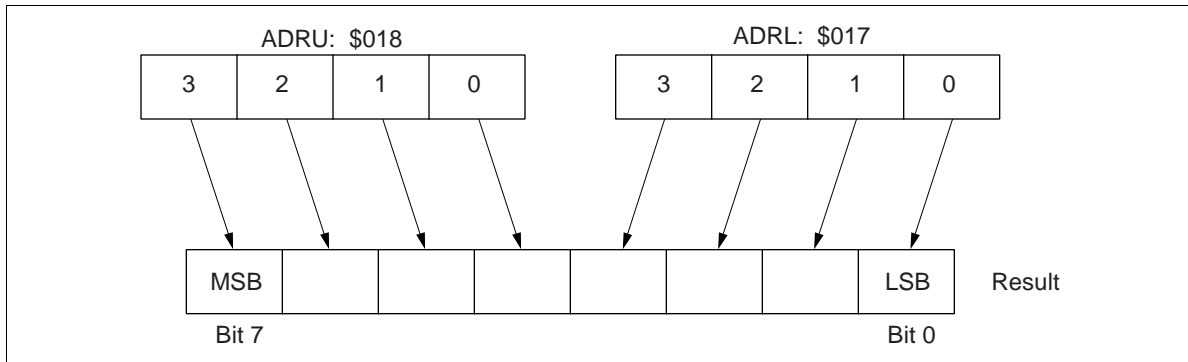 ADRU: $018
ADRL: $017
3 2 1 0
3 2 1 0
MSB
LSB
Result
Bit 7
Bit 0